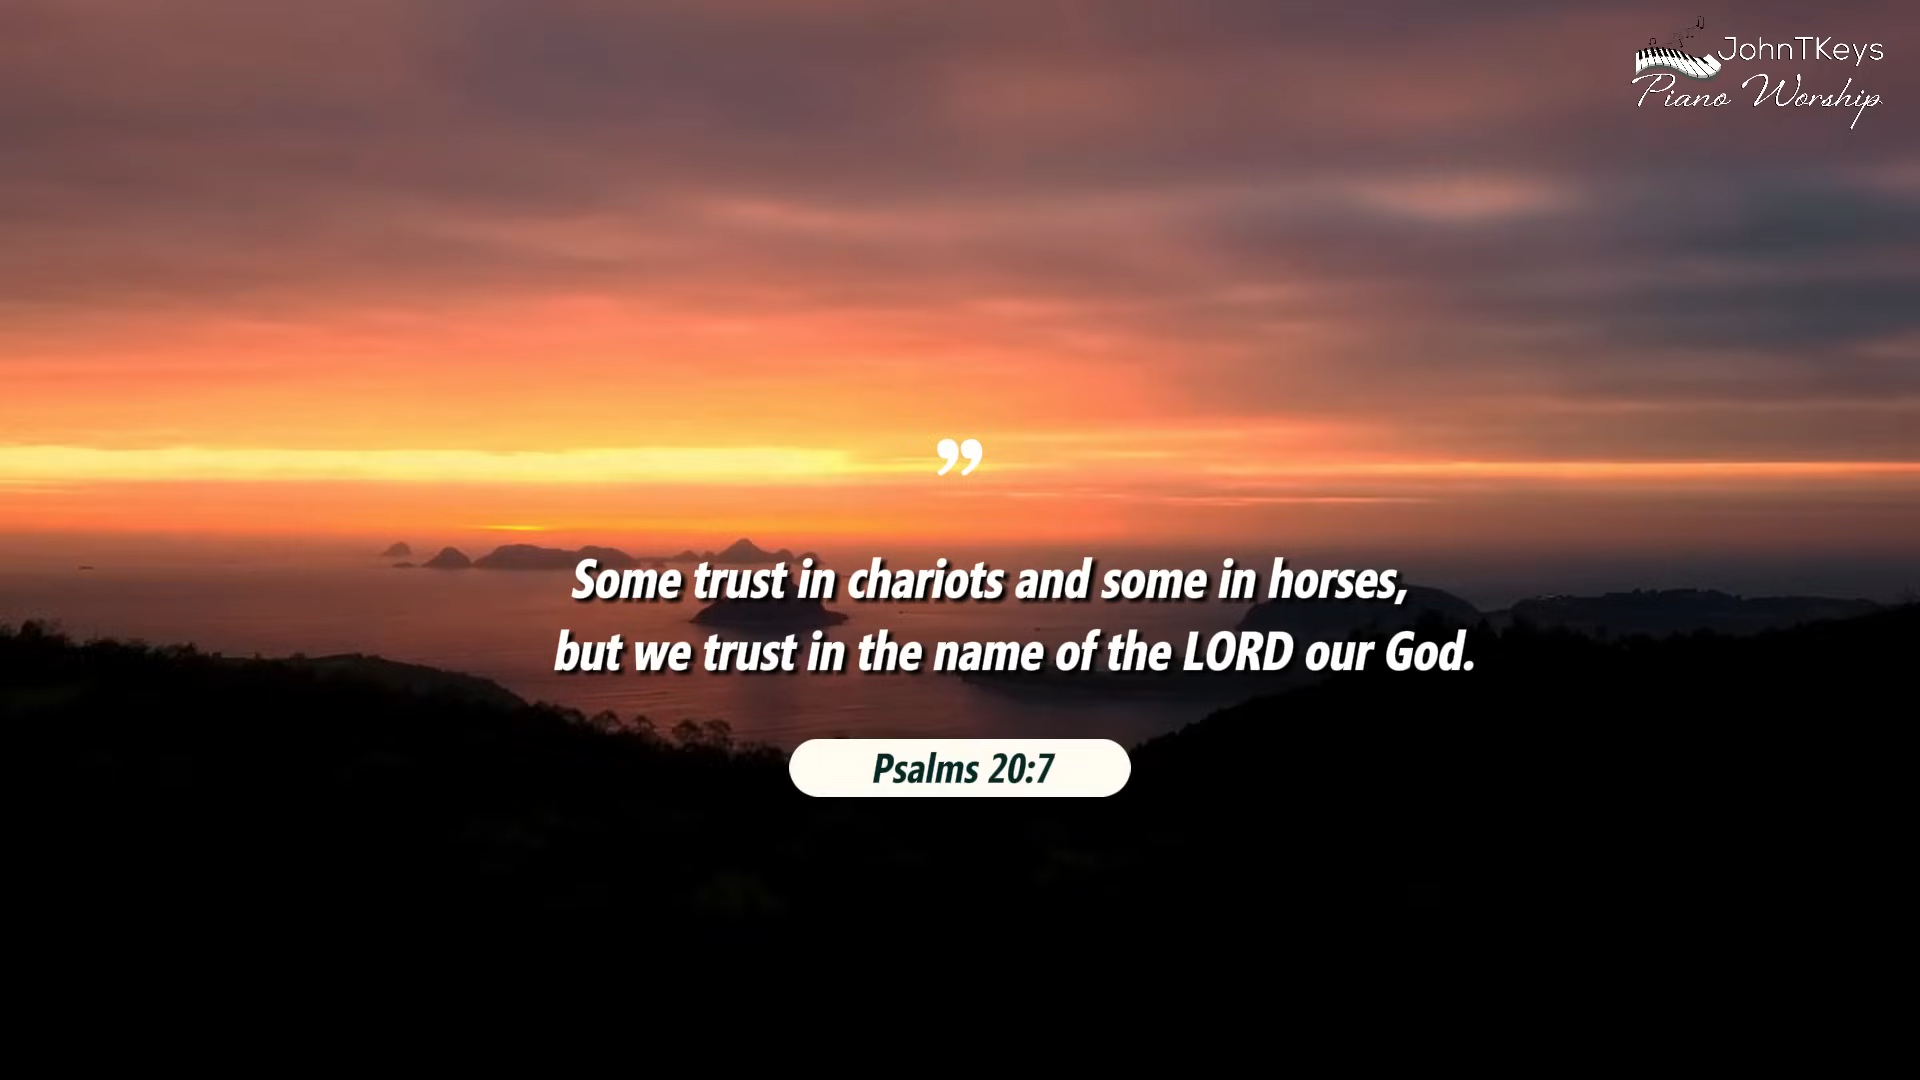 JohnTKeys
Piano Worship
”
Some trust in chariots and some in horses,
but we trust in the name of the LORD our God.
Psalms 20:7